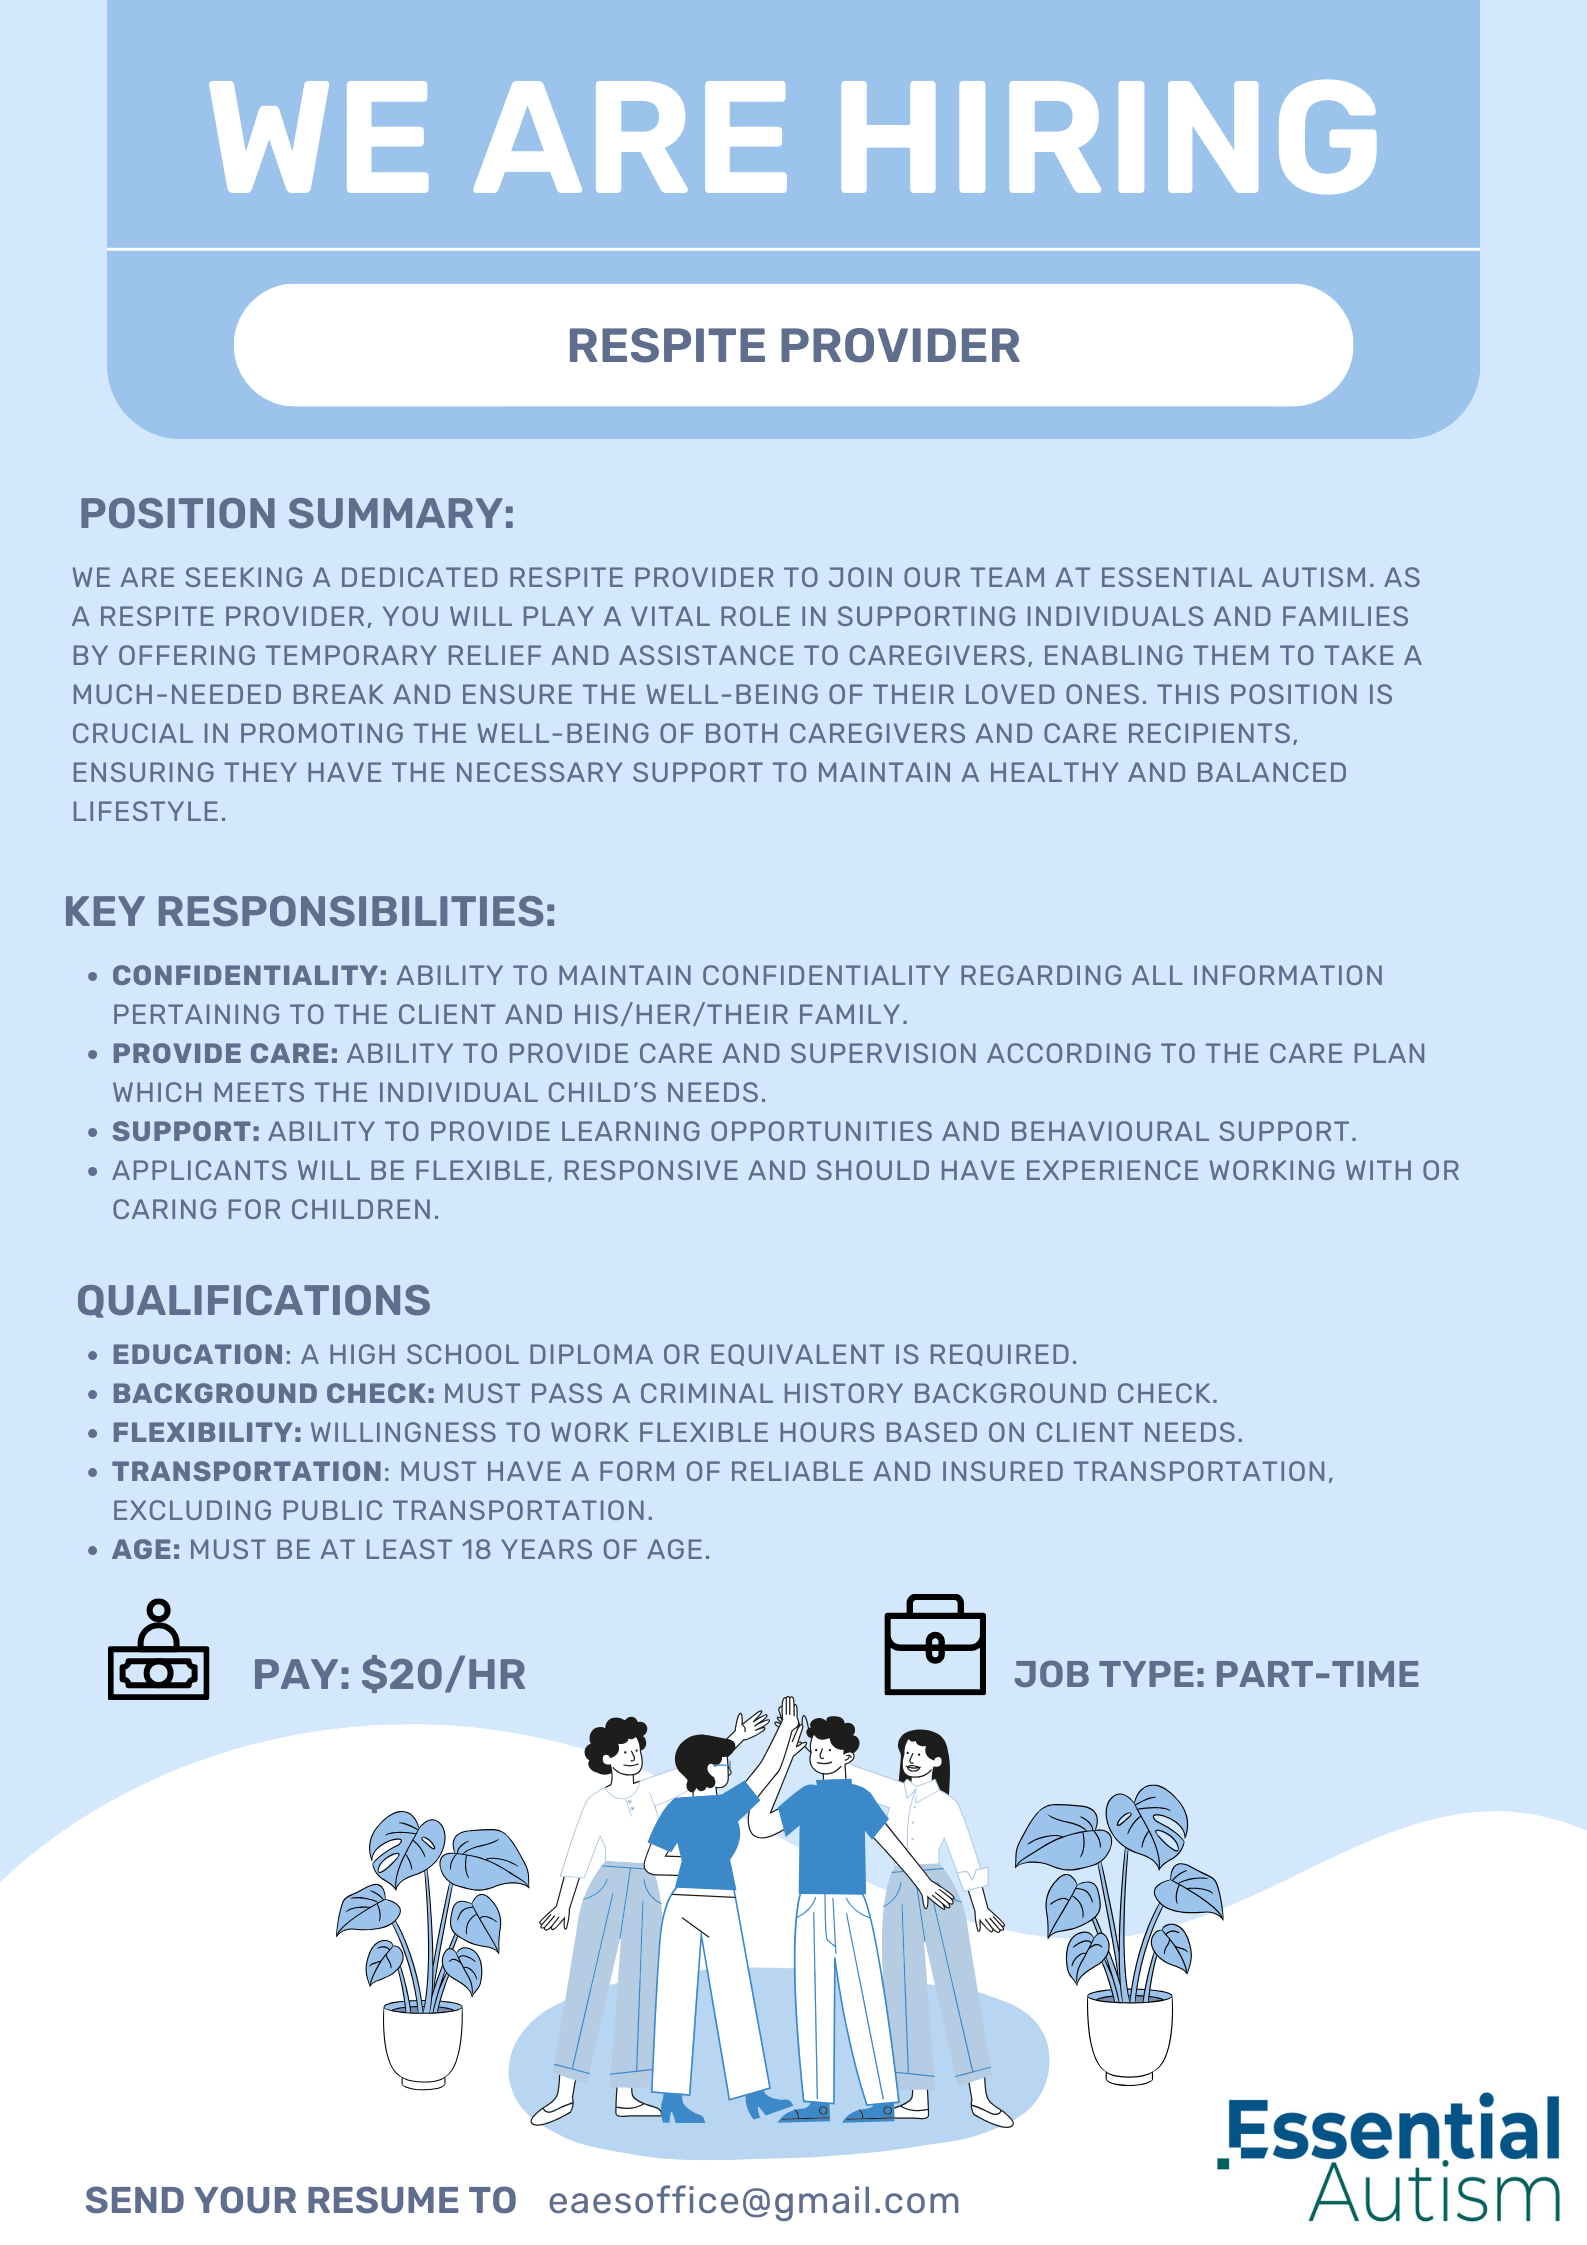 WE ARE HIRING
RESPITE PROVIDER
POSITION SUMMARY:
WE ARE SEEKING A DEDICATED RESPITE PROVIDER TO JOIN OUR TEAM AT ESSENTIAL AUTISM. AS
A RESPITE PROVIDER, YOU WILL PLAY A VITAL ROLE IN SUPPORTING INDIVIDUALS AND FAMILIES
BY OFFERING TEMPORARY RELIEF AND ASSISTANCE TO CAREGIVERS, ENABLING THEM TO TAKE A
MUCH-NEEDED BREAK AND ENSURE THE WELL-BEING OF THEIR LOVED ONES. THIS POSITION IS
CRUCIAL IN PROMOTING THE WELL-BEING OF BOTH CAREGIVERS AND CARE RECIPIENTS,
ENSURING THEY HAVE THE NECESSARY SUPPORT TO MAINTAIN A HEALTHY AND BALANCED
LIFESTYLE.
KEY RESPONSIBILITIES:
• CONFIDENTIALITY: ABILITY TO MAINTAIN CONFIDENTIALITY REGARDING ALL INFORMATION
PERTAINING TO THE CLIENT AND HIS/HER/THEIR FAMILY.
• PROVIDE CARE: ABILITY TO PROVIDE CARE AND SUPERVISION ACCORDING TO THE CARE PLAN
WHICH MEETS THE INDIVIDUAL CHILD’S NEEDS.
• SUPPORT: ABILITY TO PROVIDE LEARNING OPPORTUNITIES AND BEHAVIOURAL SUPPORT.
• APPLICANTS WILL BE FLEXIBLE, RESPONSIVE AND SHOULD HAVE EXPERIENCE WORKING WITH OR
CARING FOR CHILDREN.
QUALIFICATIONS
• EDUCATION: A HIGH SCHOOL DIPLOMA OR EQUIVALENT IS REQUIRED.
• BACKGROUND CHECK: MUST PASS A CRIMINAL HISTORY BACKGROUND CHECK.
• FLEXIBILITY: WILLINGNESS TO WORK FLEXIBLE HOURS BASED ON CLIENT NEEDS.
• TRANSPORTATION: MUST HAVE A FORM OF RELIABLE AND INSURED TRANSPORTATION,
EXCLUDING PUBLIC TRANSPORTATION.
• AGE: MUST BE AT LEAST 18 YEARS OF AGE.
PAY: $20/HR
JOB TYPE: PART-TIME
SEND YOUR RESUME TO eaesoffice@gmail.com
Essential
Autism